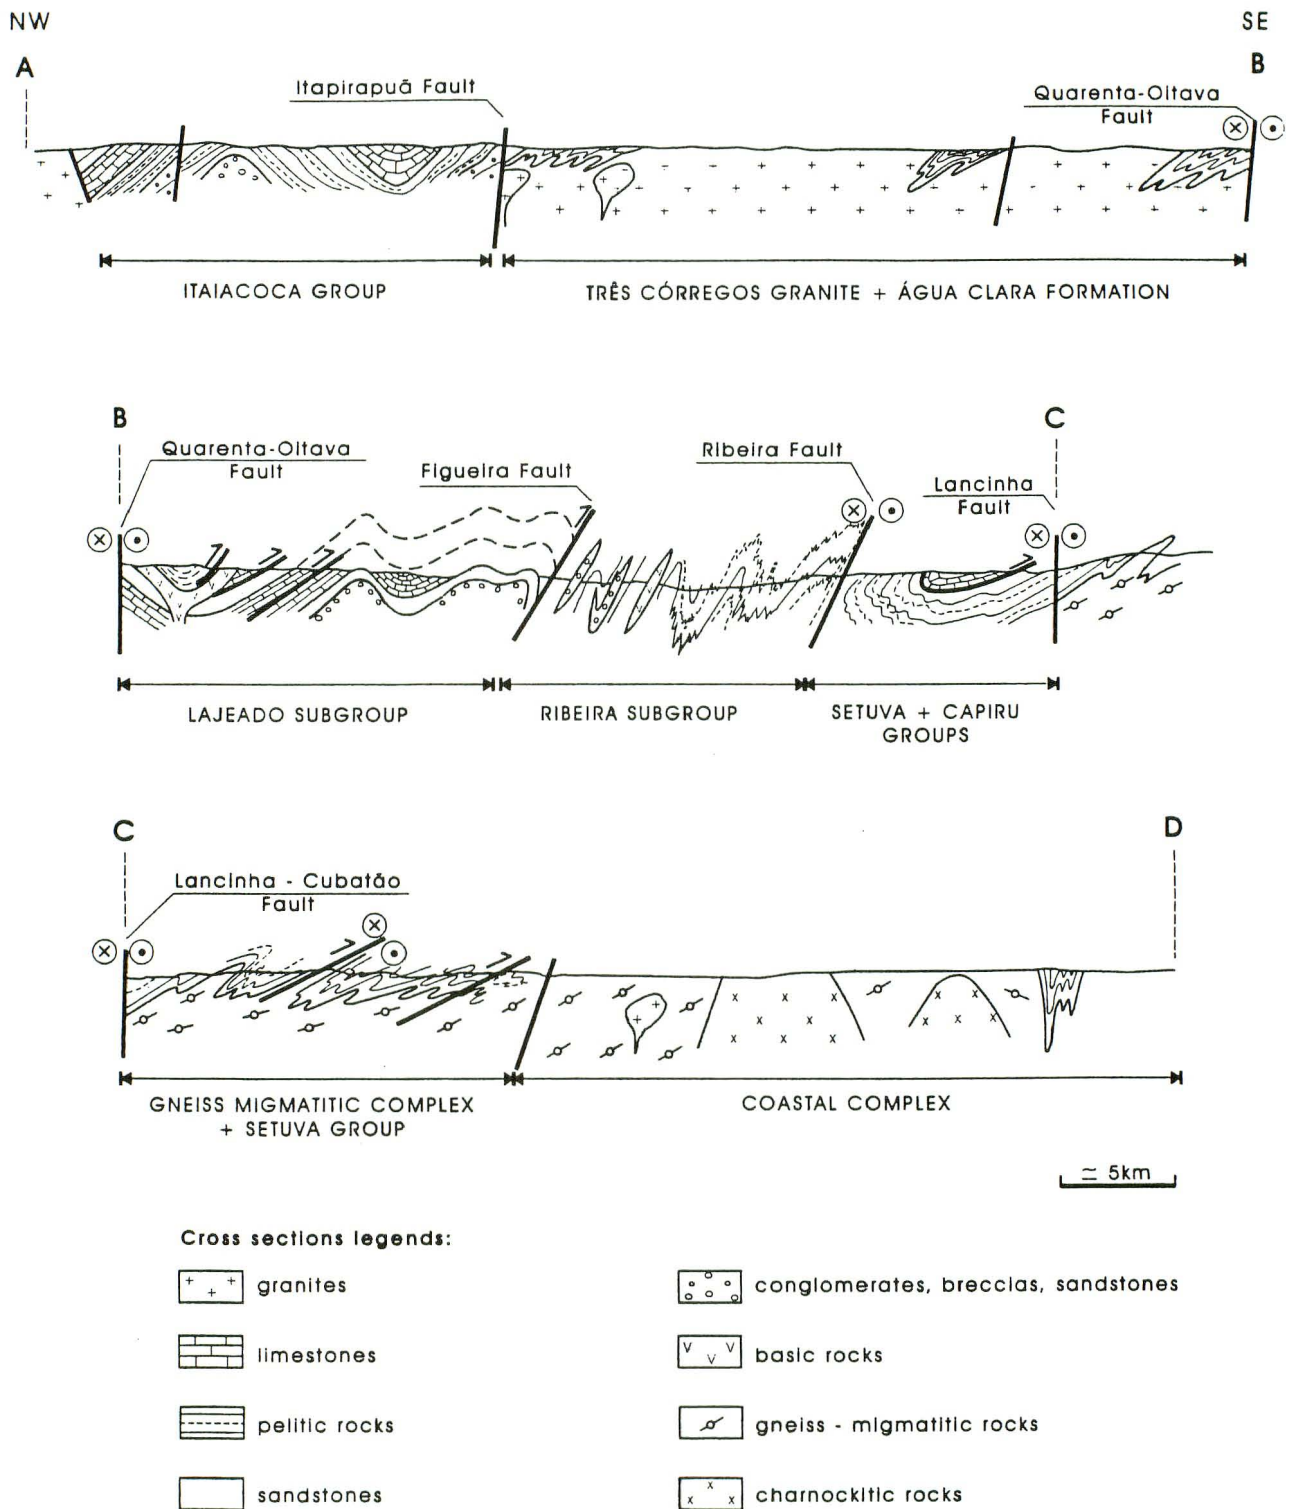 NW
SE
A
B
Itapirapuã Fault
Quarenta-Oitava
Fault
ITAIACOCA GROUP
TRÊS CÓRREGOS GRANITE + ÁGUA CLARA FORMATION
B
C
Quarenta-Oitava
Fault
Figueira Fault
Ribeira Fault
Lancinha
Fault
LAJEADO SUBGROUP
RIBEIRA SUBGROUP
SETUVA + CAPIRU
GROUPS
C
D
Lancinha - Cubatão
Fault
GNEISS MIGMATITIC COMPLEX
+ SETUVA GROUP
COASTAL COMPLEX
≃ 5km
Cross sections legends:
granites
limestones
pelitic rocks
sandstones
conglomerates, breccias, sandstones
basic rocks
gneiss - migmatitic rocks
charnockitic rocks